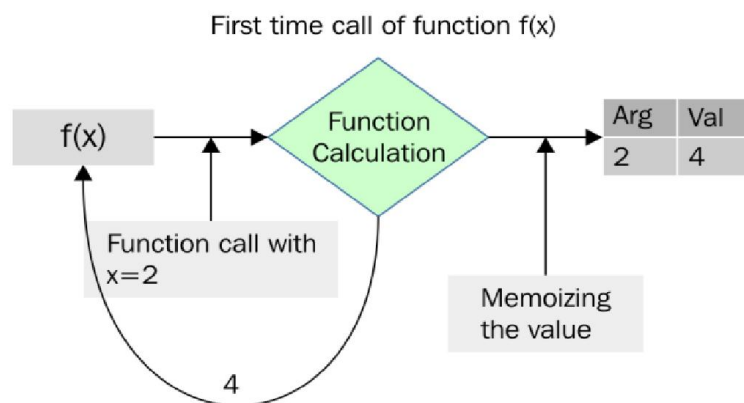 First time call of function f(x)
f(x)
Function
Calculation
Arg Val
2 4
Function call with
x=2
Memoizing
the value
4